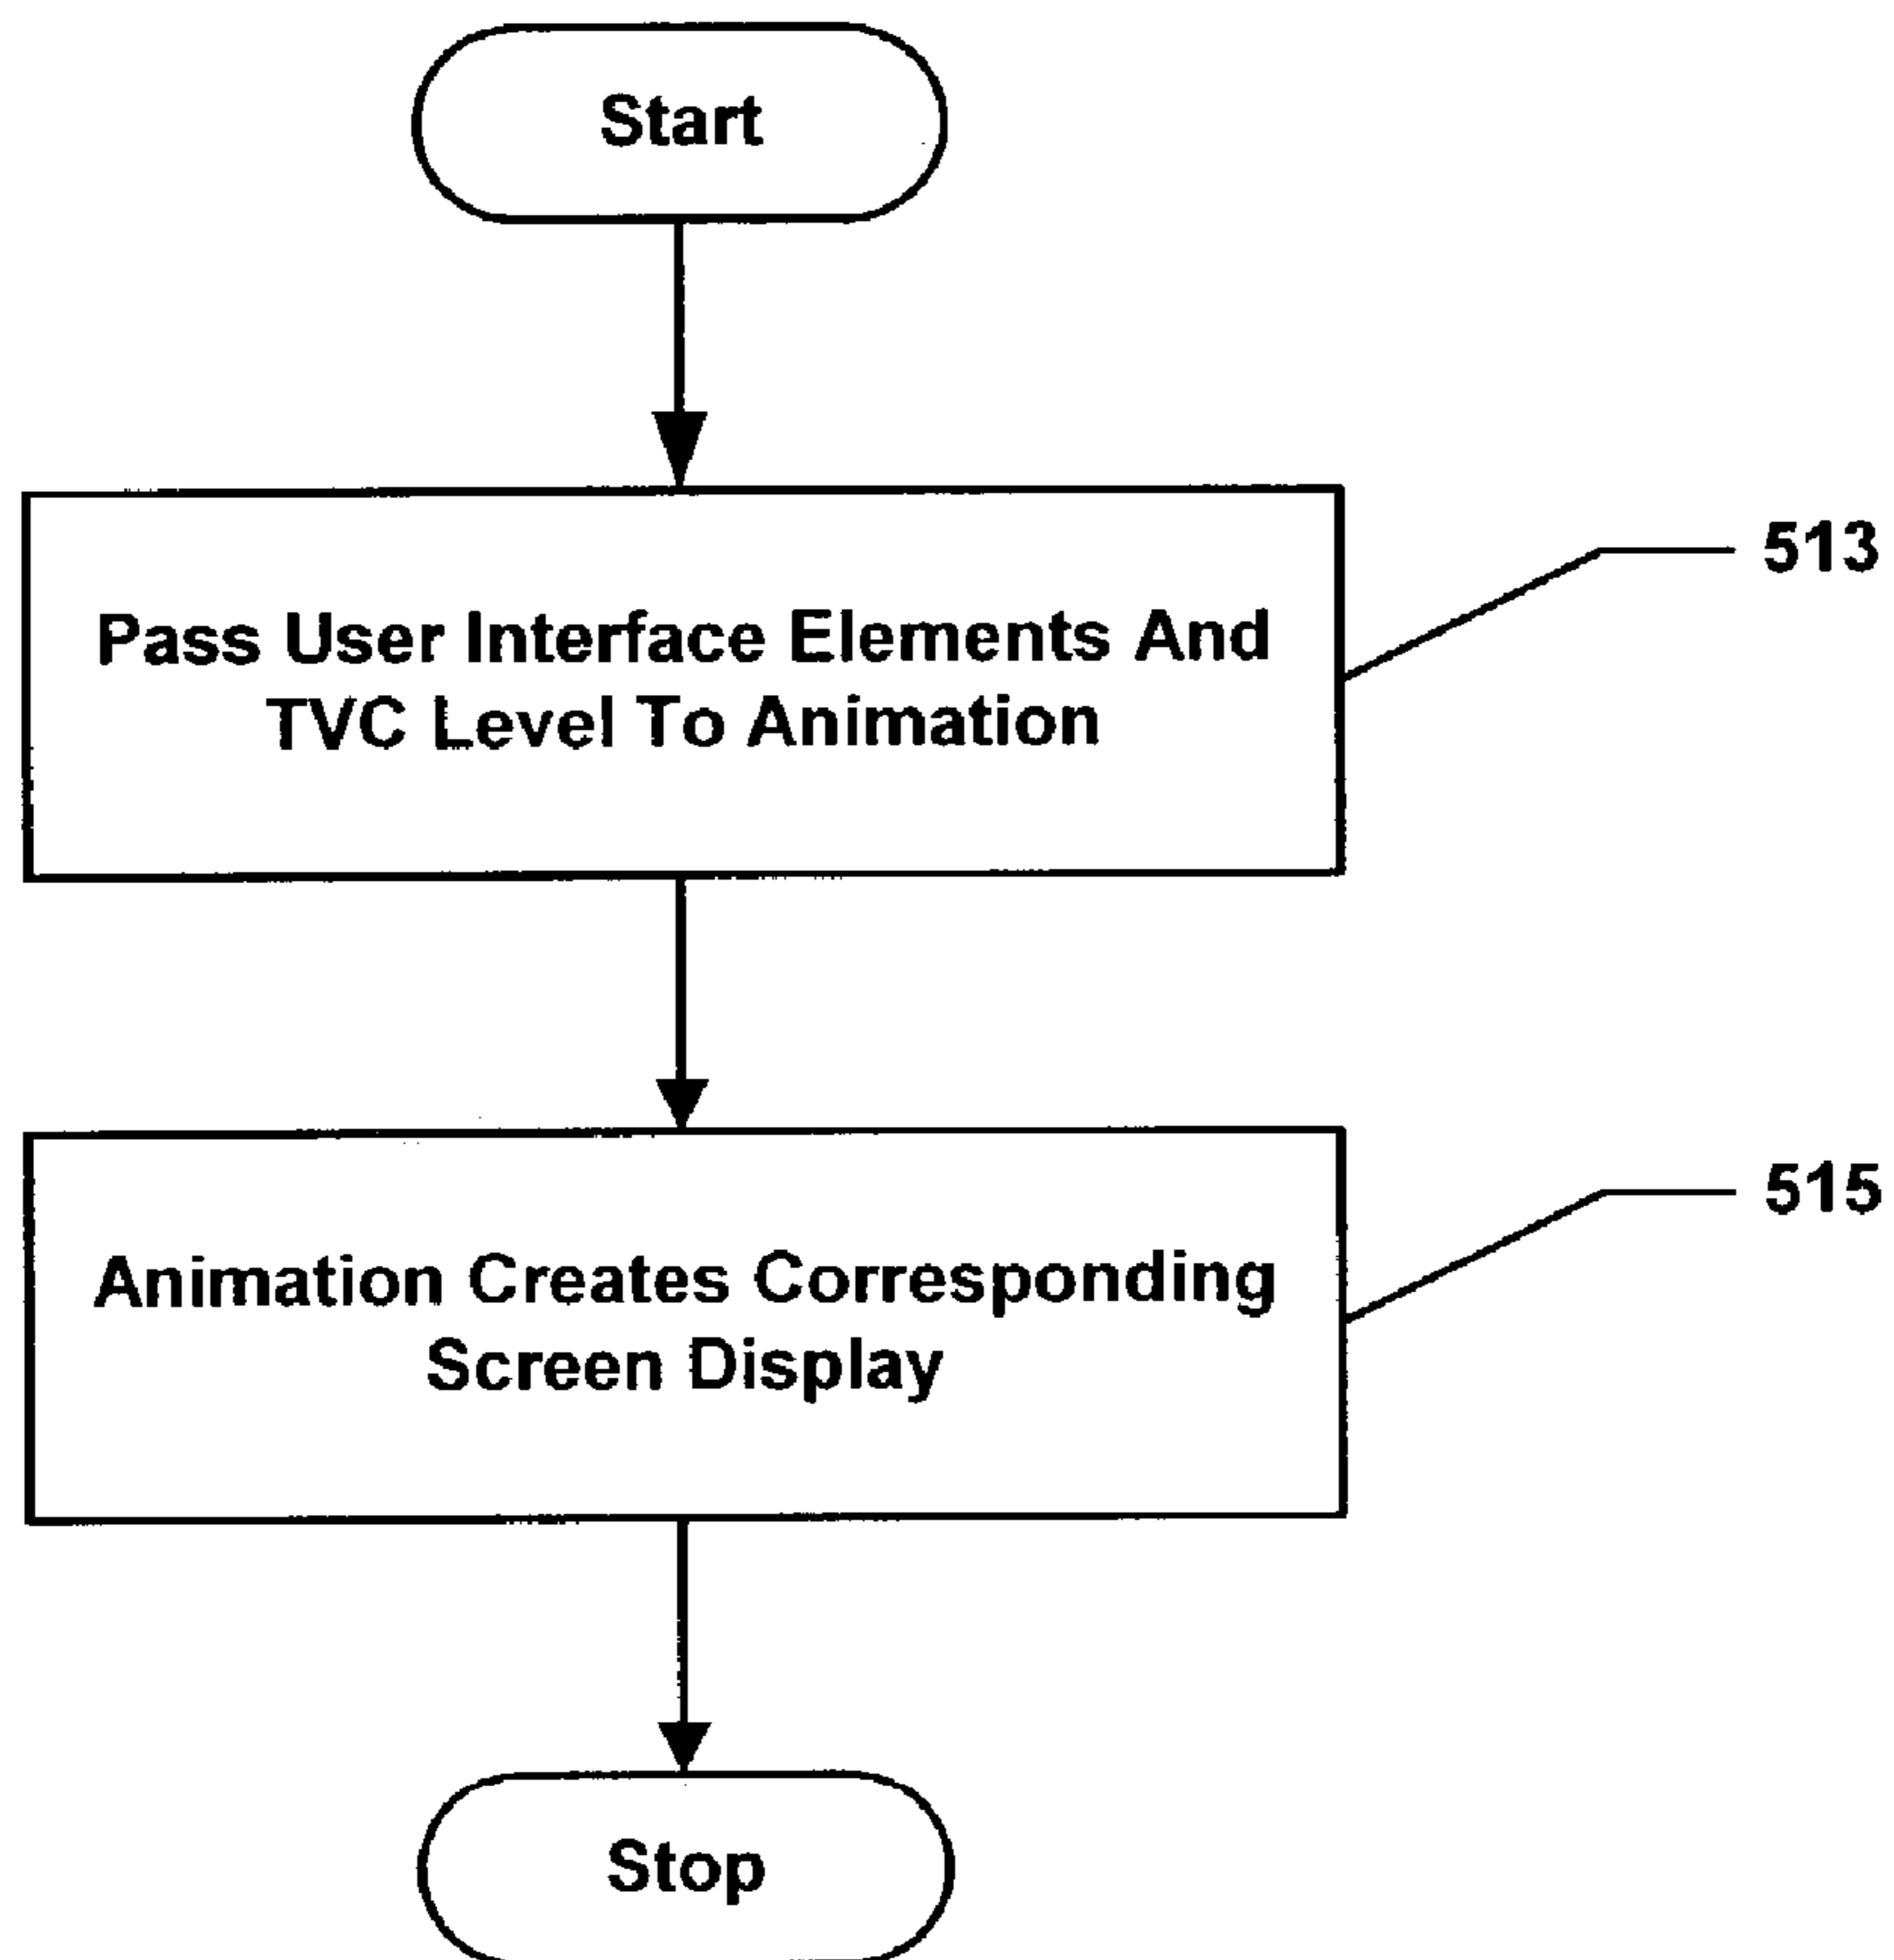 Start
513
Pass User Interface Elements And
TVC Level To Animation
515
Animation Creates Corresponding
Screen Display
Stop